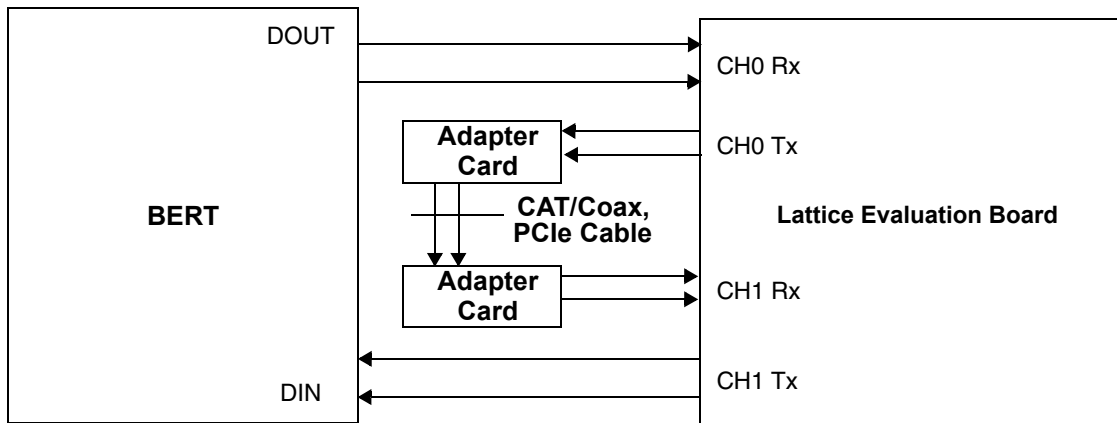 DOUT
CH0 Rx
Adapter
Card
CH0 Tx
BERT
CAT/Coax,
PCIe Cable
Lattice Evaluation Board
Adapter
Card
CH1 Rx
DIN
CH1 Tx